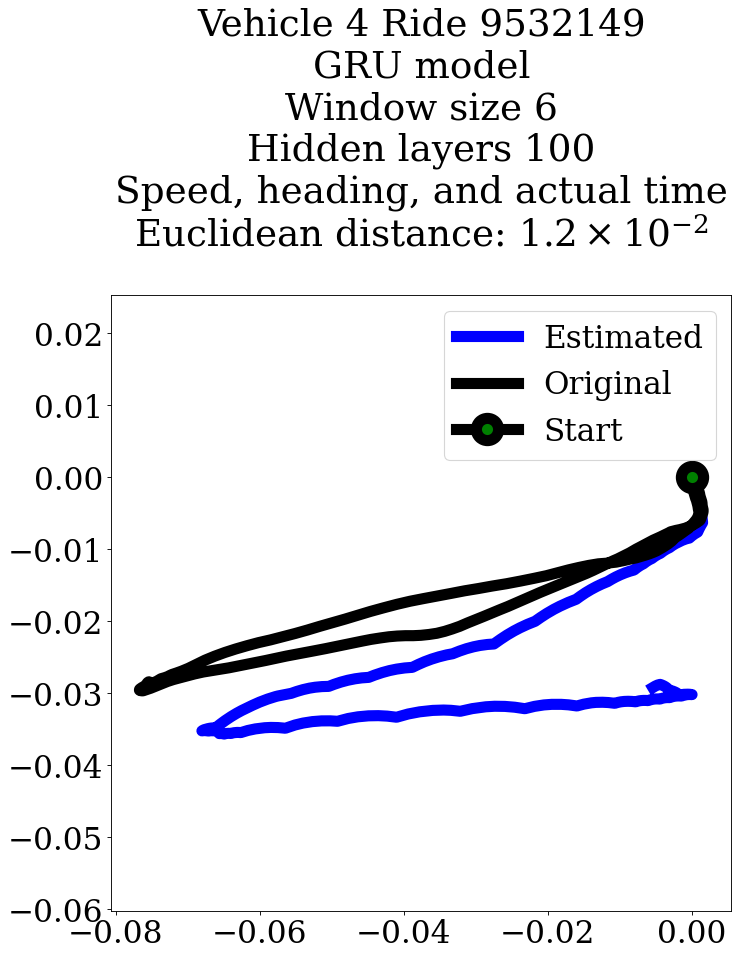 Vehicle 4 Ride 9532149
GRU model
Window size 6
Hidden layers 100
Speed, heading, and actual time
Euclidean distance: 1.2 × 10⁻²
Estimated
Original
Start
0.02
0.01
0.00
−0.01
−0.02
−0.03
−0.04
−0.05
−0.06
−0.08 −0.06 −0.04 −0.02 0.00